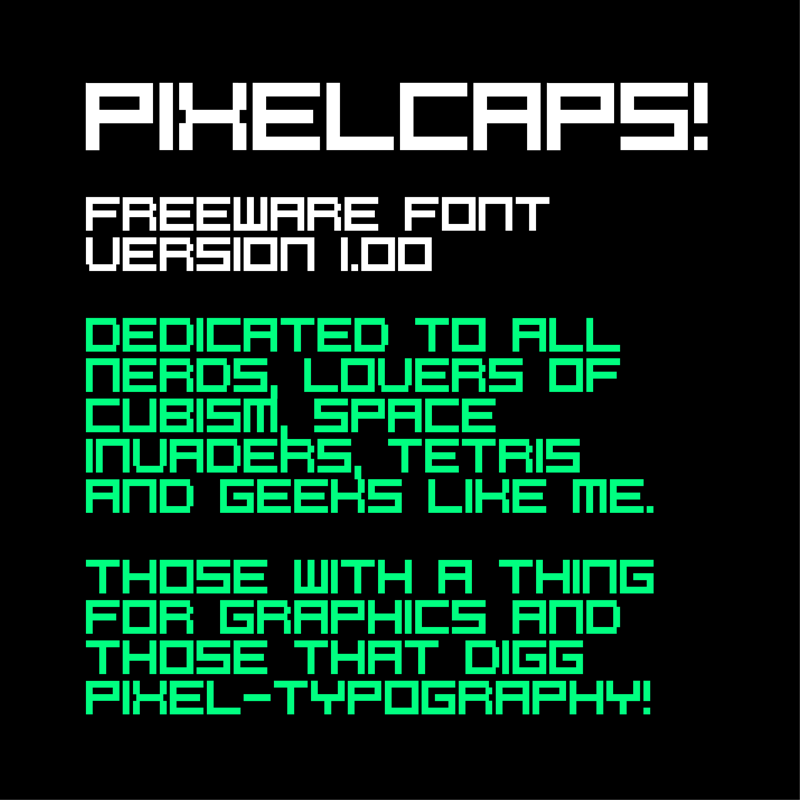 PIXELCAPS!
FREEWARE FONT
VERSION 1.00
DEDICATED TO ALL
NERDS, LOVERS OF
CUBISM, SPACE
INVADERS, TETRIS
AND GEEKS LIKE ME.
THOSE WITH A THING
FOR GRAPHICS AND
THOSE THAT DIGG
PIXEL-TYPOGRAPHY!